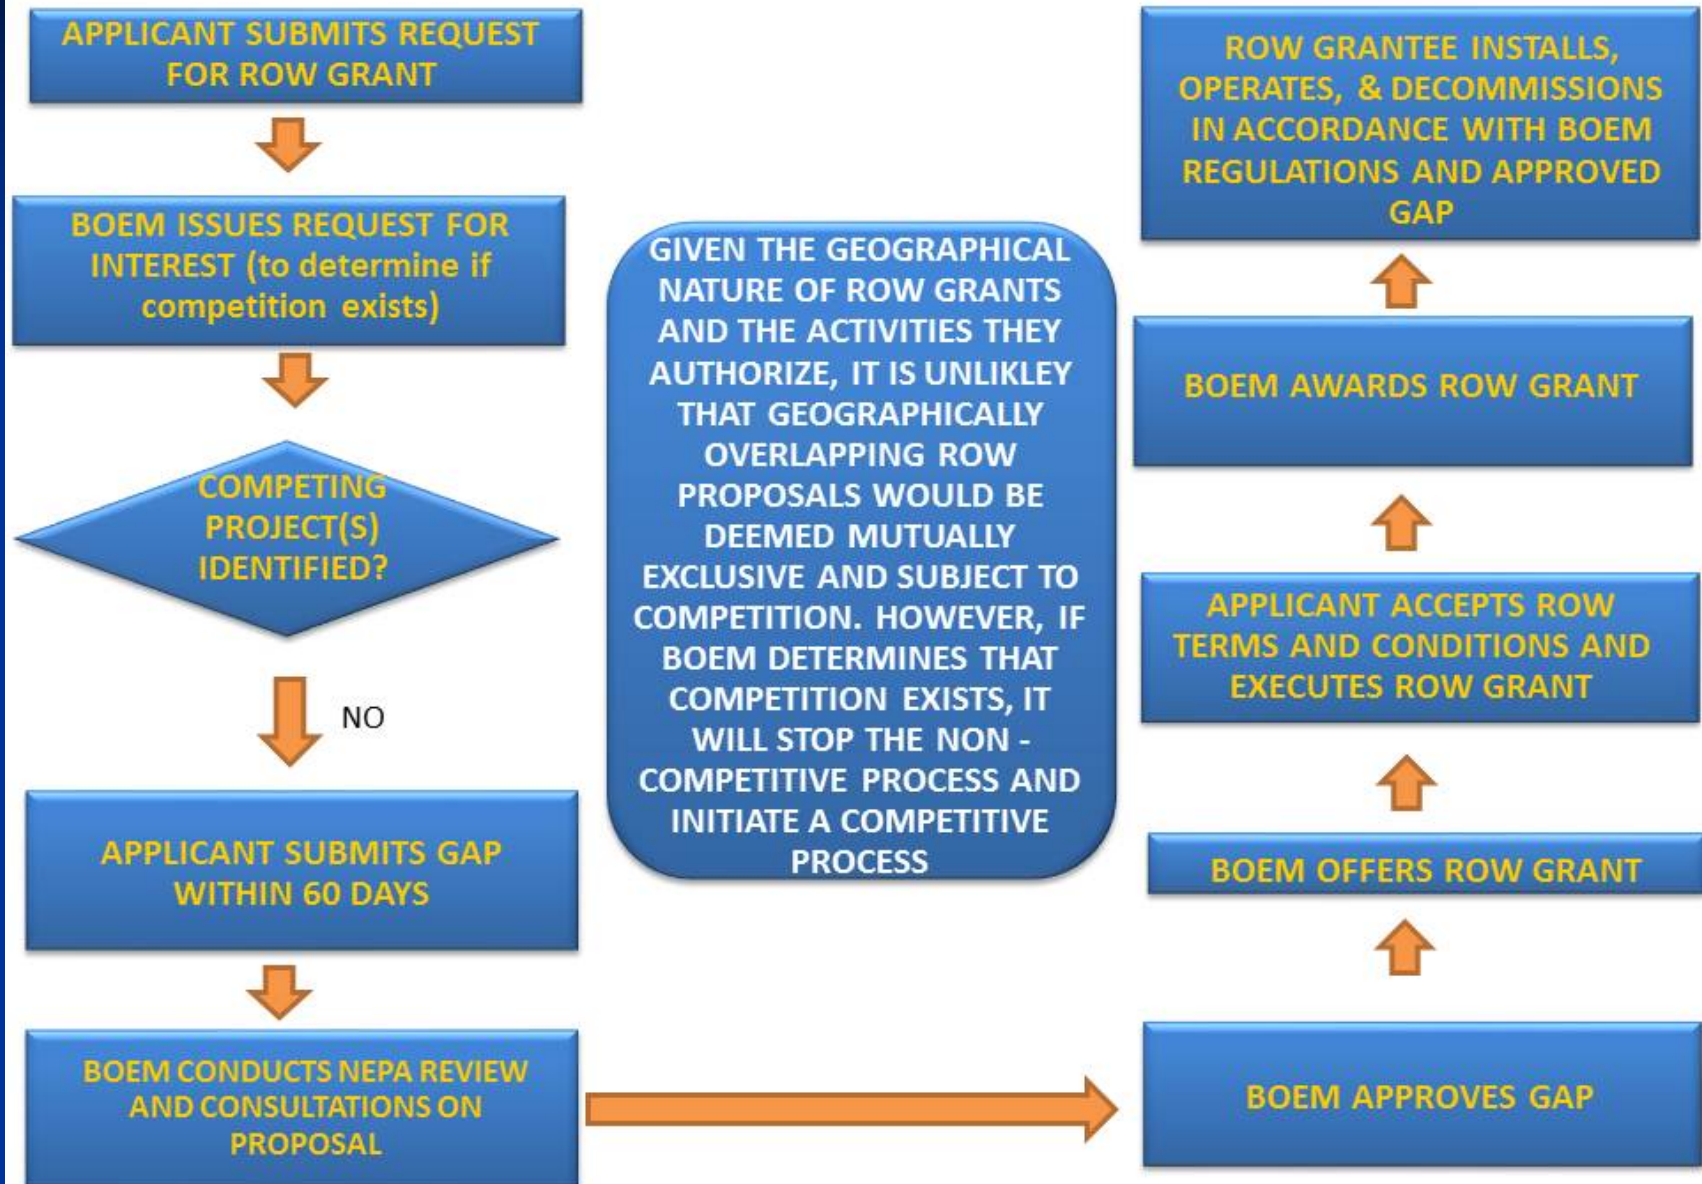 APPLICANT SUBMITS REQUEST
FOR ROW GRANT
BOEM ISSUES REQUEST FOR
INTEREST (to determine if
competition exists)
COMPETING
PROJECT(S)
IDENTIFIED?
NO
APPLICANT SUBMITS GAP
WITHIN 60 DAYS
BOEM CONDUCTS NEPA REVIEW
AND CONSULTATIONS ON
PROPOSAL
GIVEN THE GEOGRAPHICAL
NATURE OF ROW GRANTS
AND THE ACTIVITIES THEY
AUTHORIZE, IT IS UNLIKLEY
THAT GEOGRAPHICALLY
OVERLAPPING ROW
PROPOSALS WOULD BE
DEEMED MUTUALLY
EXCLUSIVE AND SUBJECT TO
COMPETITION. HOWEVER, IF
BOEM DETERMINES THAT
COMPETITION EXISTS, IT
WILL STOP THE NON -
COMPETITIVE PROCESS AND
INITIATE A COMPETITIVE
PROCESS
BOEM APPROVES GAP
BOEM OFFERS ROW GRANT
APPLICANT ACCEPTS ROW
TERMS AND CONDITIONS AND
EXECUTES ROW GRANT
BOEM AWARDS ROW GRANT
ROW GRANTEE INSTALLS,
OPERATES, & DECOMMISSIONS
IN ACCORDANCE WITH BOEM
REGULATIONS AND APPROVED
GAP